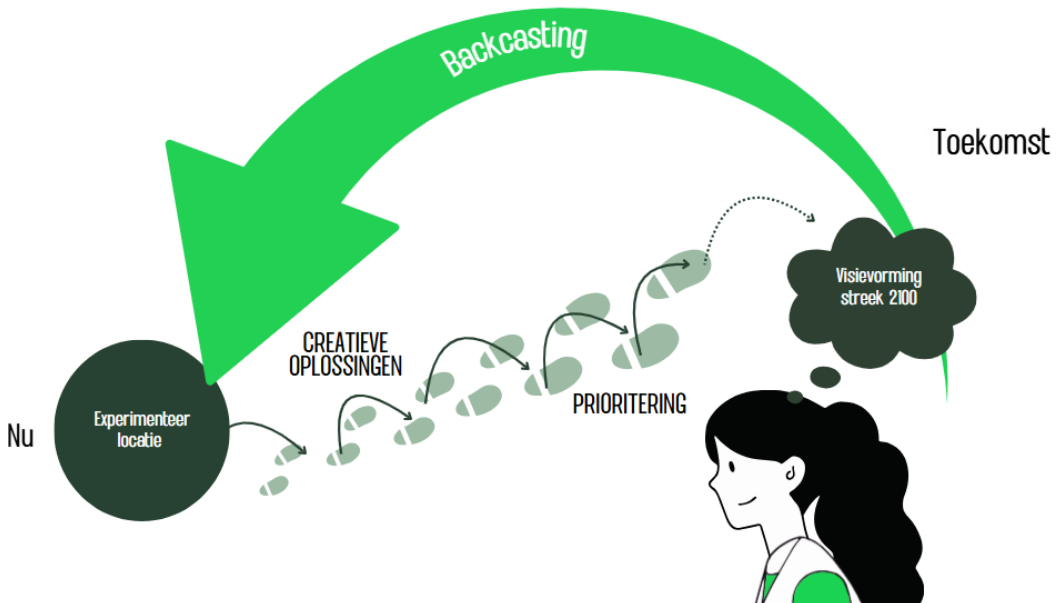 Backcasting
Toekomst
Visievorming
streek 2100
CREATIEVE
OPLOSSINGEN
PRIORITERING
Experimenteer
locatie
Nu